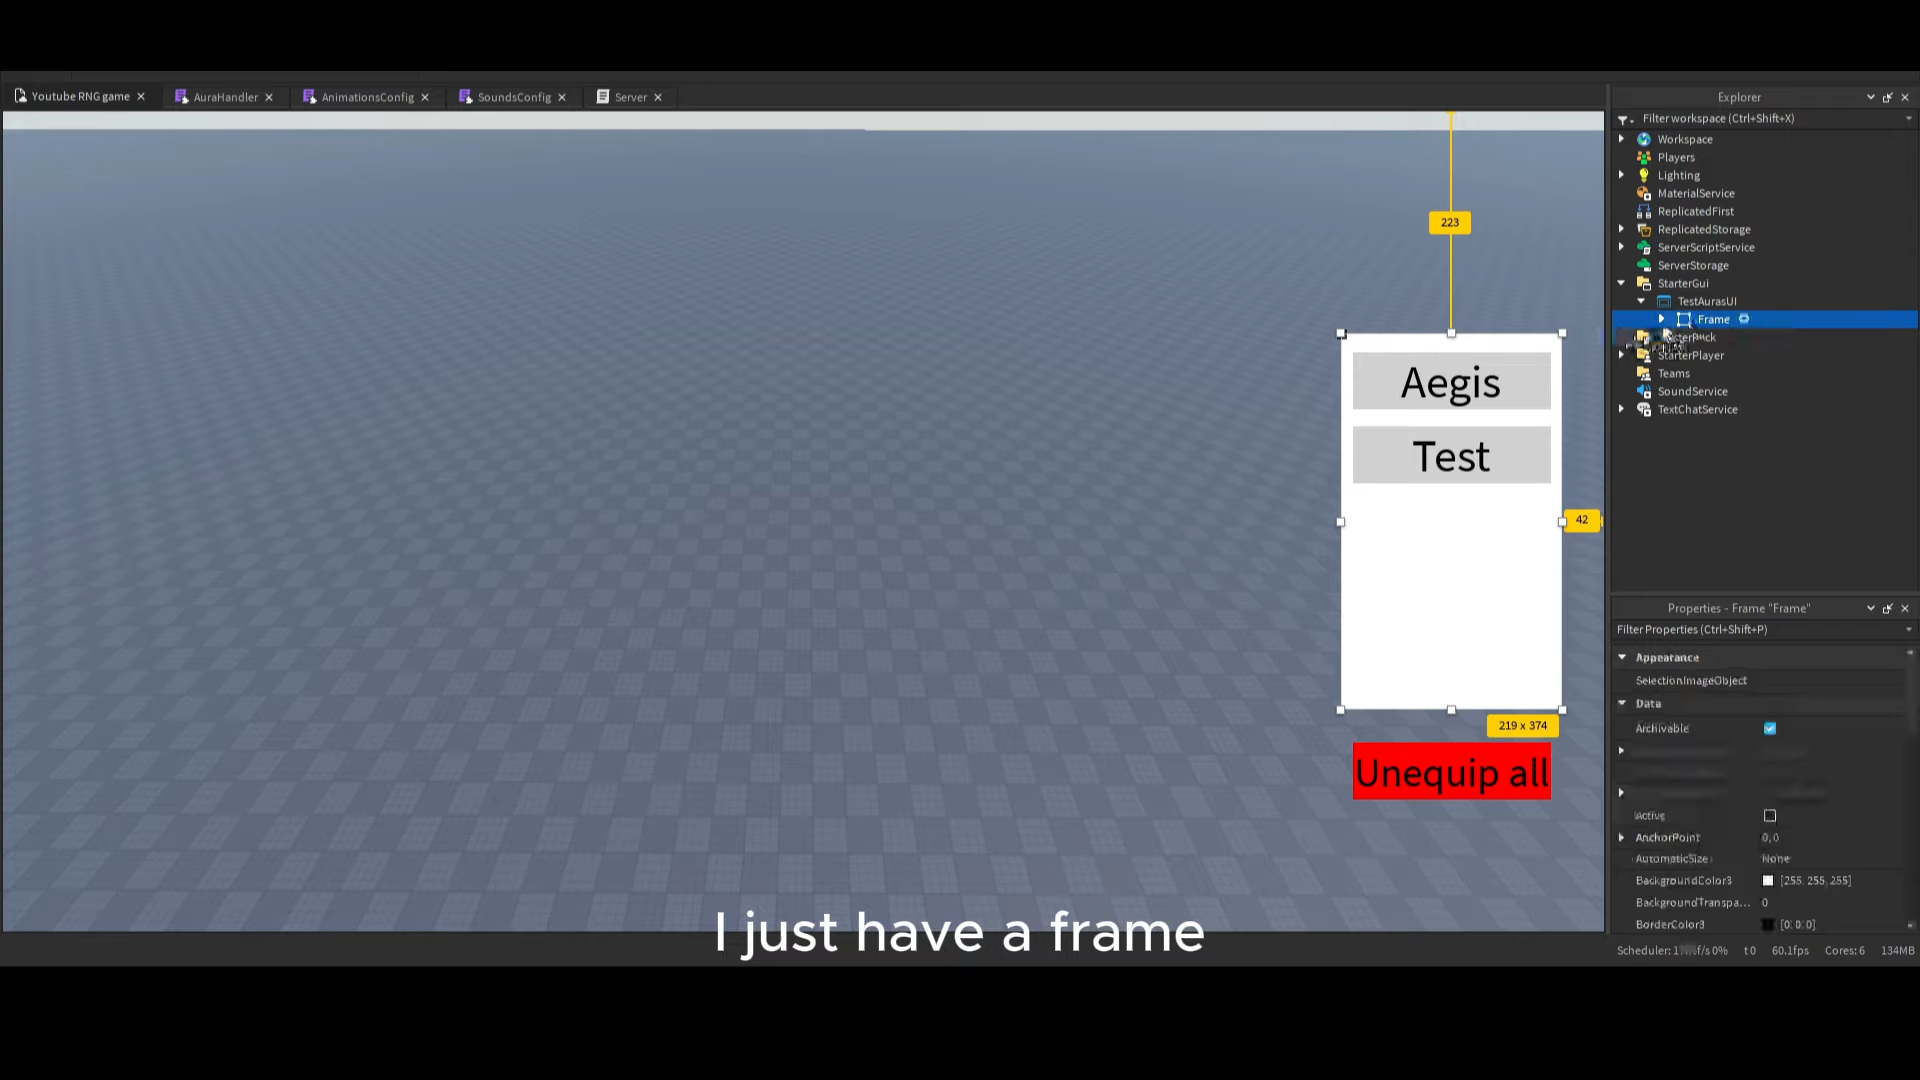 Youtube RNG game
AuraHandler
AnimationsConfig
SoundsConfig
Server
Explorer
Filter workspace (Ctrl+Shift+X)
Workspace
Players
Lighting
MaterialService
ReplicatedFirst
ReplicatedStorage
ServerScriptService
ServerStorage
StarterGui
TestAurasUI
Frame
StarterPlayer
Teams
SoundService
TextChatService
223
Aegis
Test
42
219 x 374
Unequip all
Properties - Frame "Frame"
Filter Properties (Ctrl+Shift+P)
Appearance
SelectionImageObject
Data
Archivable
Active
AnchorPoint 0, 0
AutomaticSize None
BackgroundColor3 [255, 255, 255]
BackgroundTranspa... 0
BorderColor3 [0, 0, 0]
I just have a frame
Scheduler: t 0 60.1fps Cores: 6 134MB